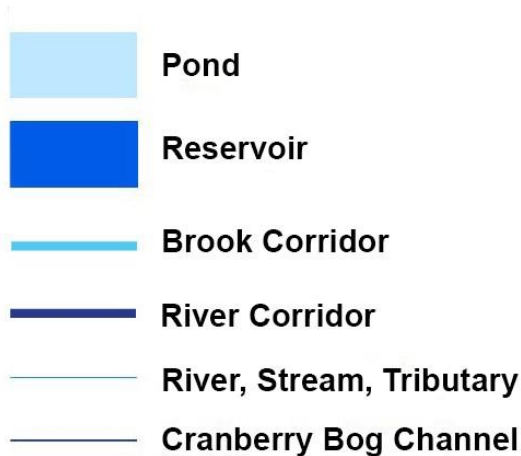 Pond
Reservoir
Brook Corridor
River Corridor
River, Stream, Tributary
Cranberry Bog Channel